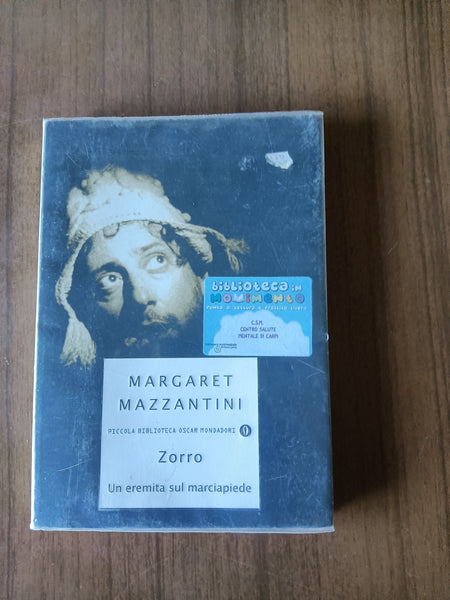 biblioteca in
movimento
C.S.M.
CENTRO SALUTE
MENTALE DI CARPI
MARGARET
MAZZANTINI
PICCOLA BIBLIOTECA OSCAR MONDADORI
Zorro
Un eremita sul marciapiede